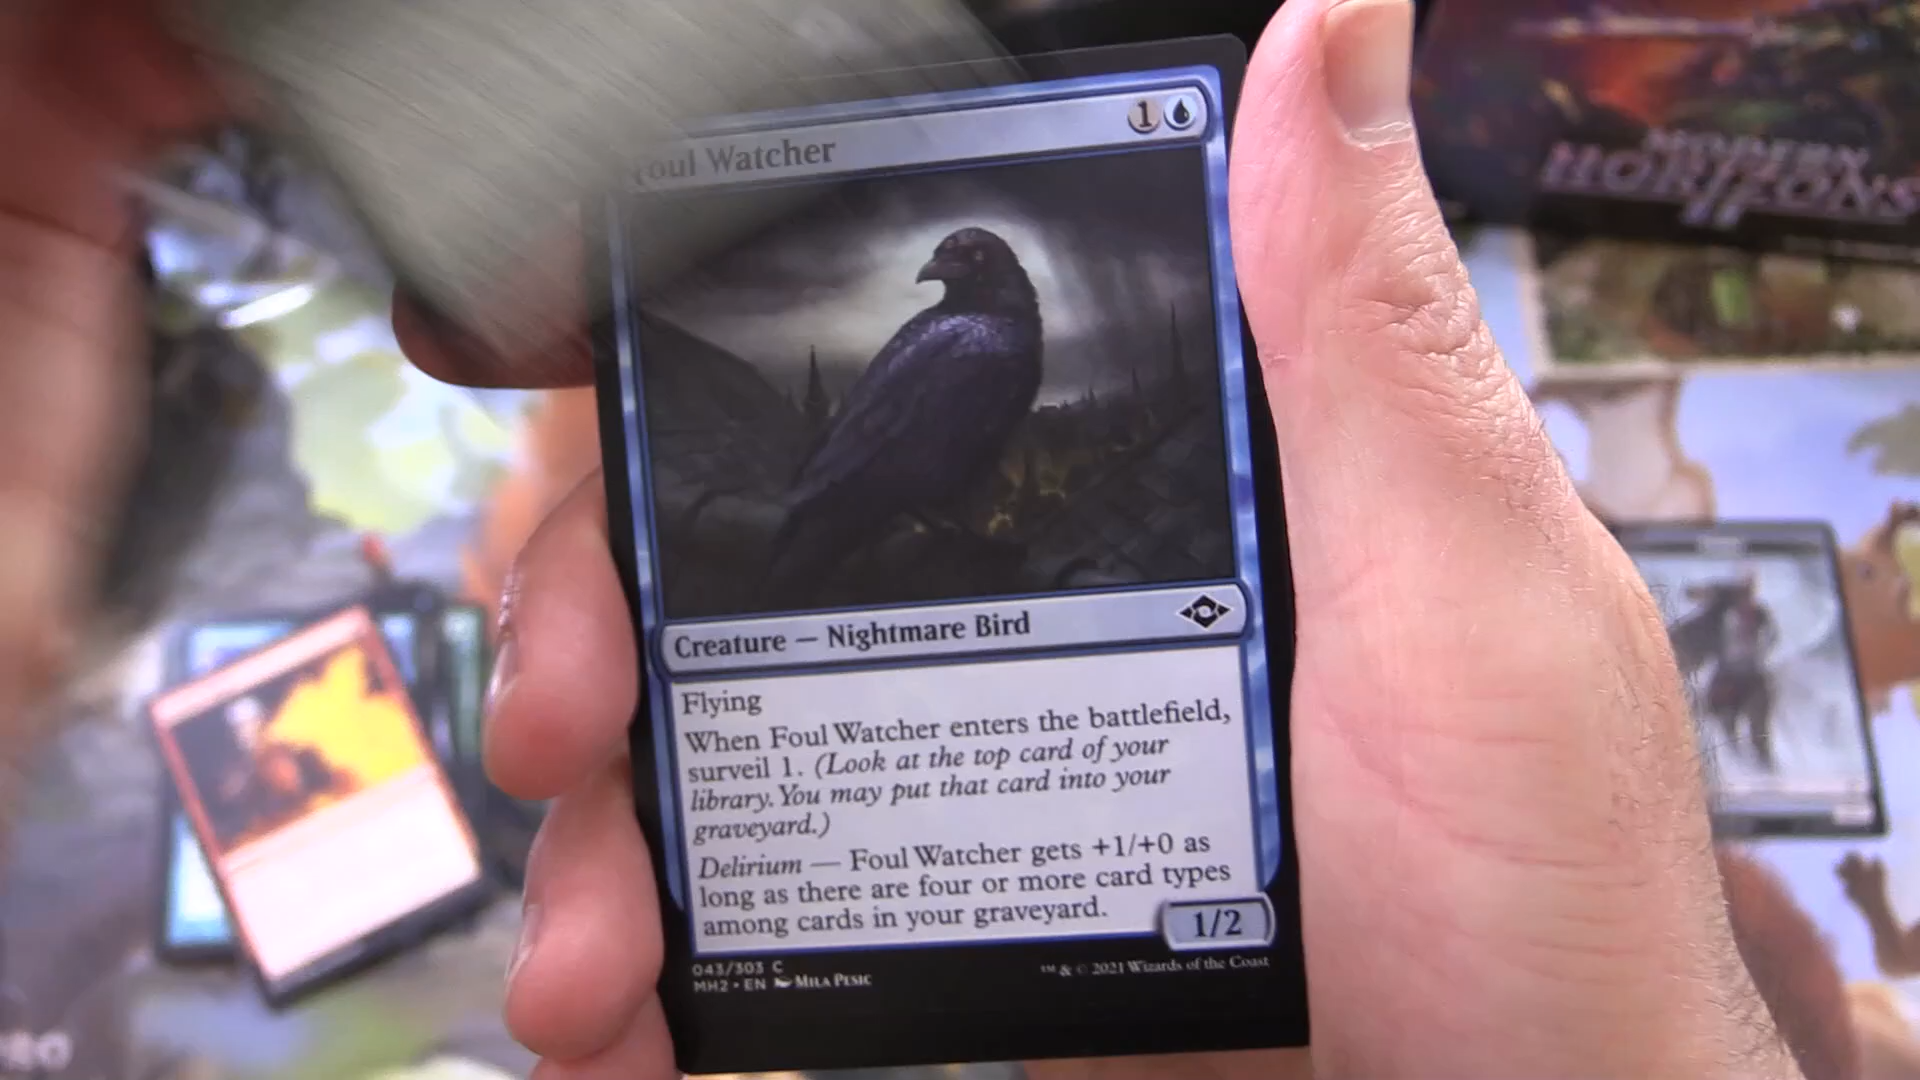 Foul Watcher 1
Creature — Nightmare Bird
Flying
When Foul Watcher enters the battlefield,
surveil 1. (Look at the top card of your
library. You may put that card into your
graveyard.)
Delirium — Foul Watcher gets +1/+0 as
long as there are four or more card types
among cards in your graveyard.
1/2
043/303 C
MH2 • EN MILA PESIC
™ & © 2021 Wizards of the Coast
MODERN
HORIZONS